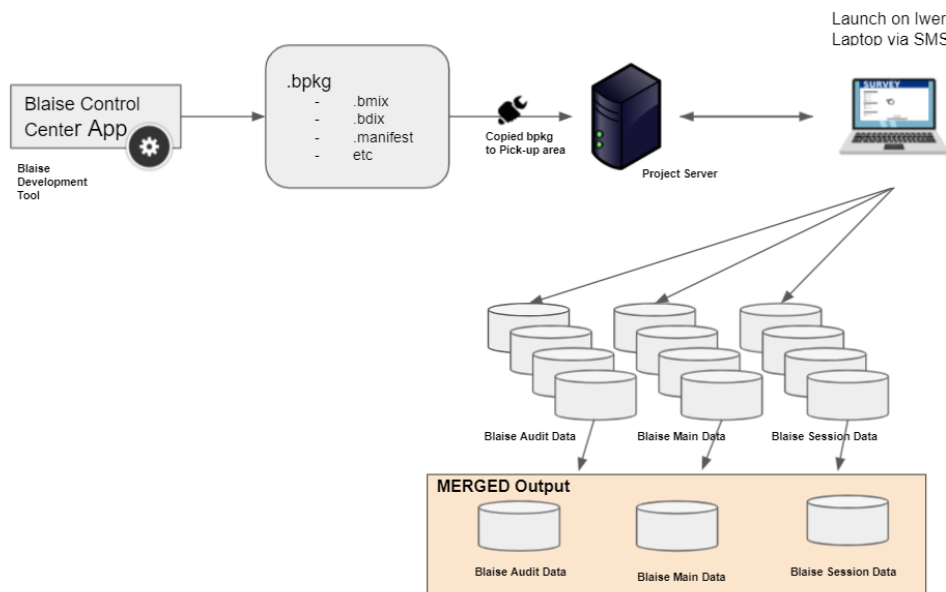 Launch on Iwer
Laptop via SMS
Blaise Control
Center App
Blaise
Development
Tool
.bpkg
- .bmix
- .bdix
- .manifest
- etc
Copied bpkg
to Pick-up area
Project Server
SURVEY
Blaise Audit Data
Blaise Main Data
Blaise Session Data
MERGED Output
Blaise Audit Data
Blaise Main Data
Blaise Session Data